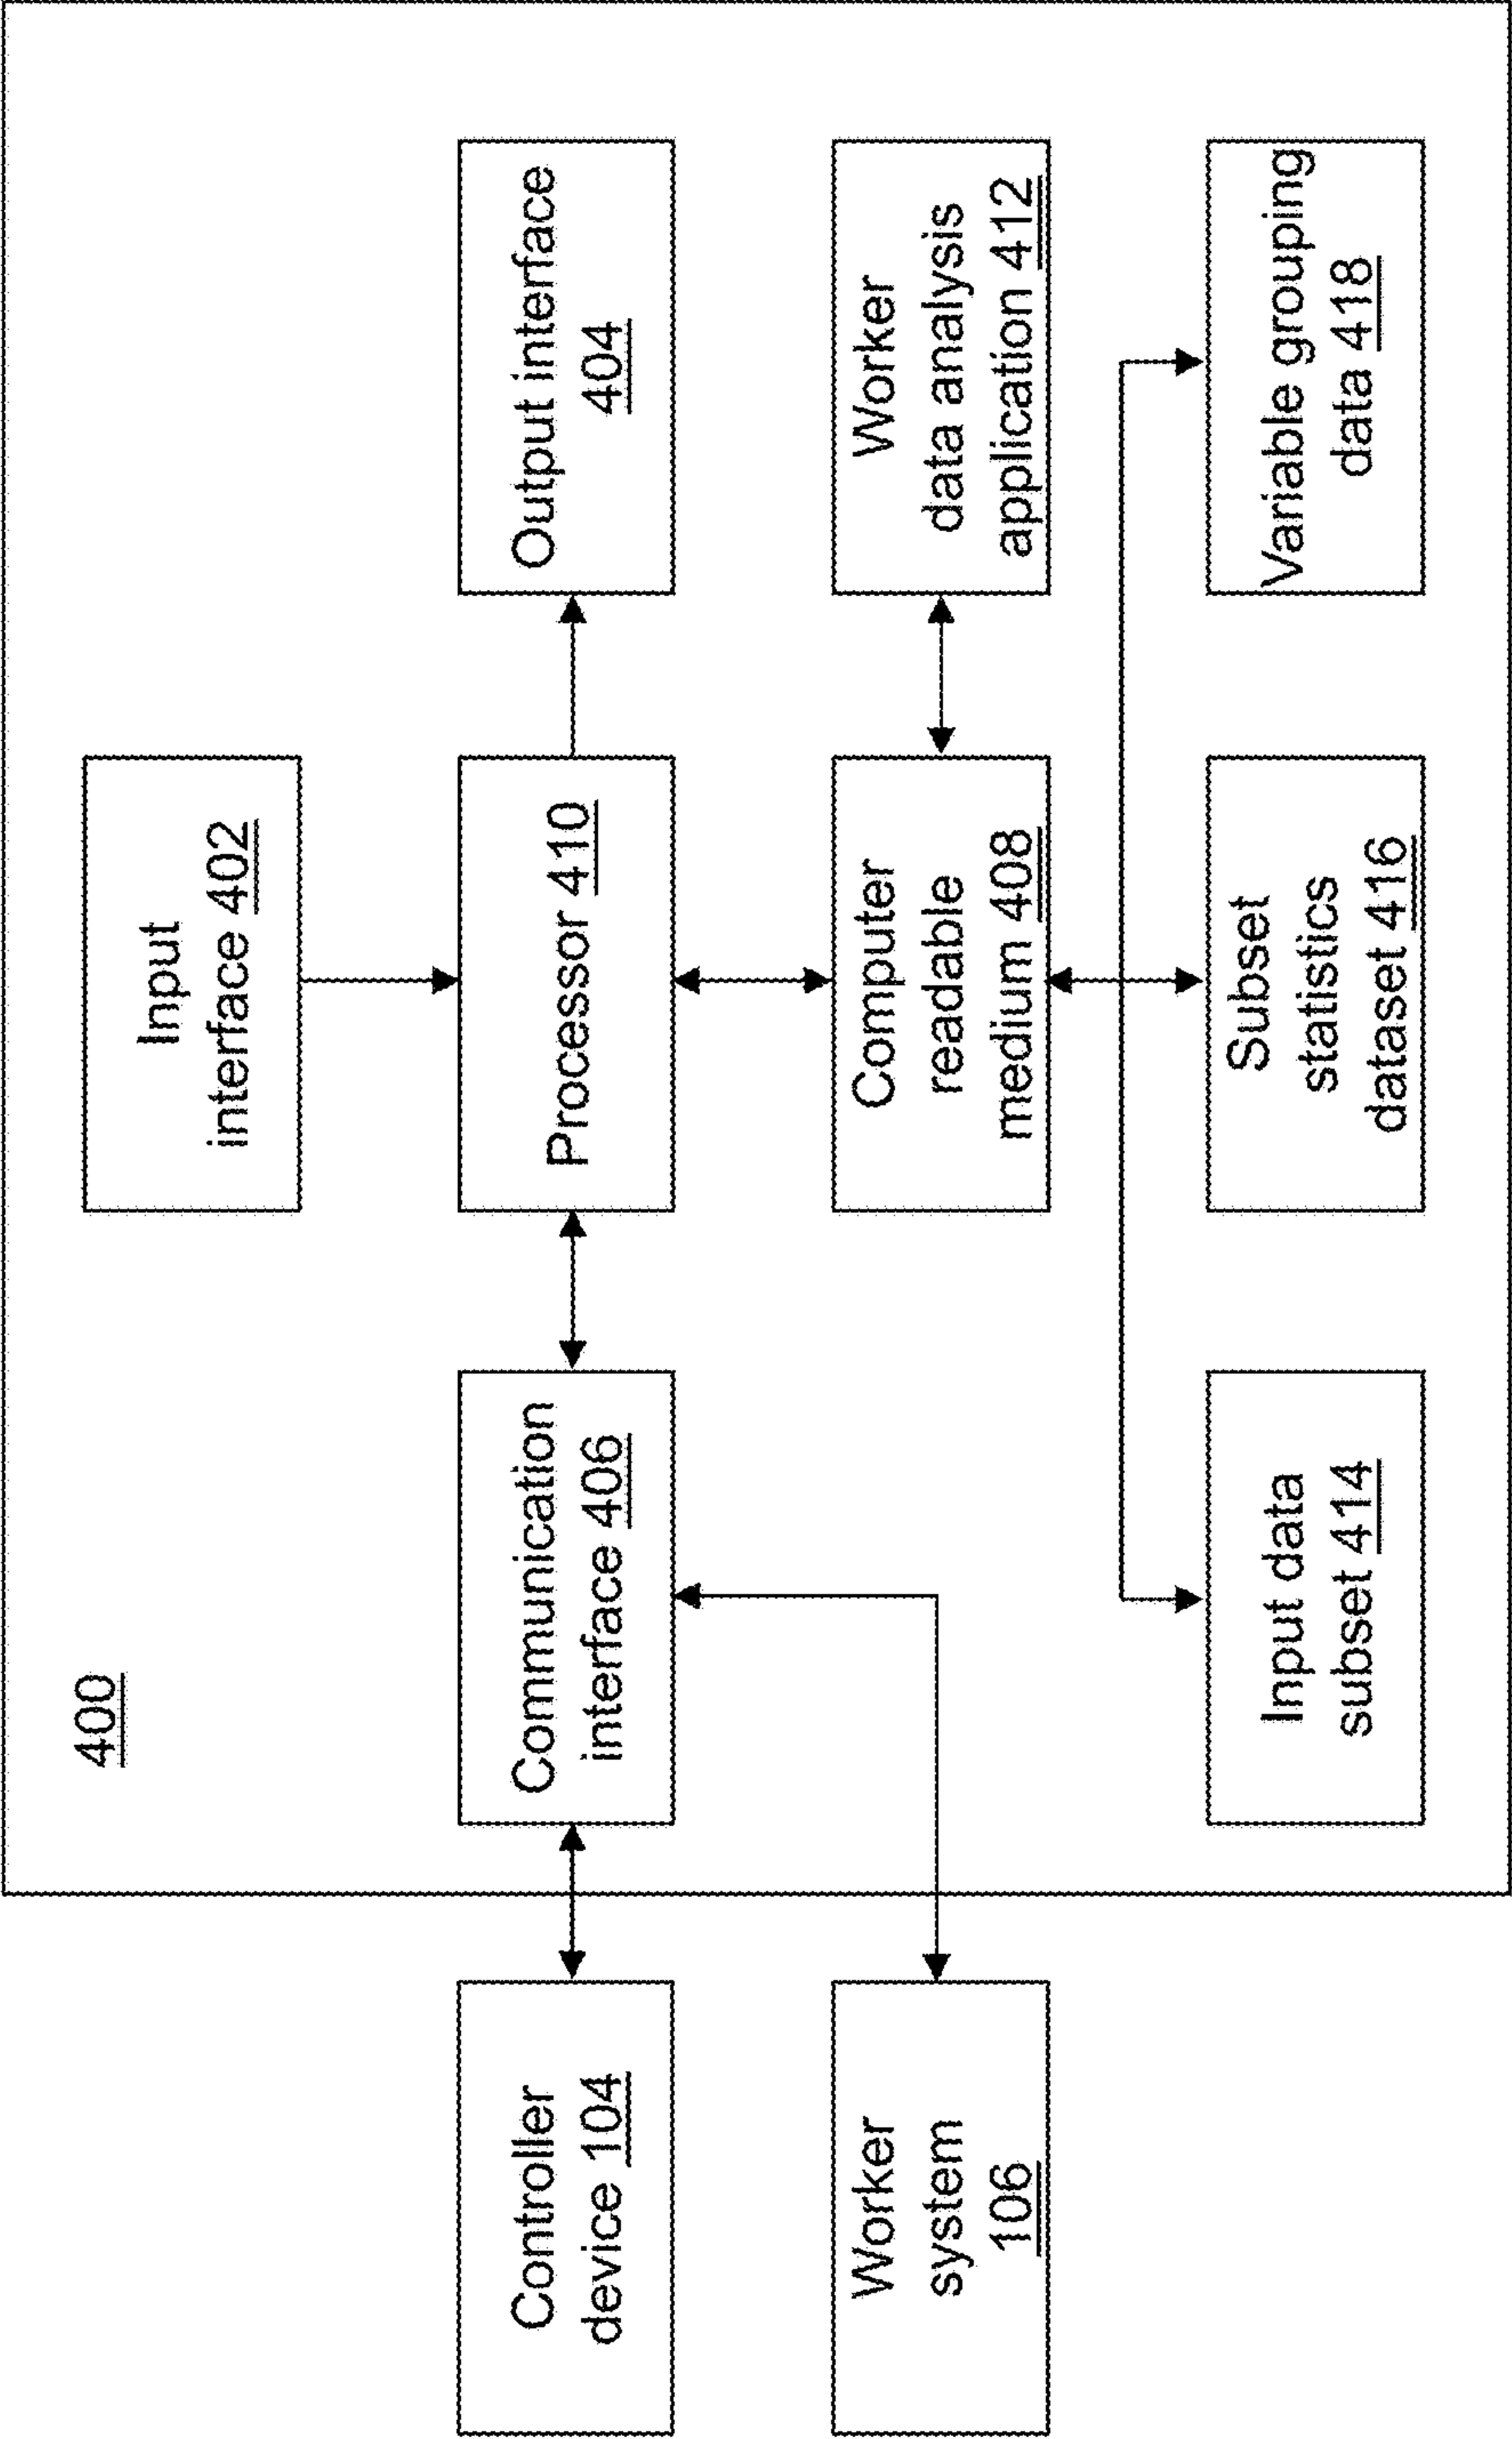 400
Input
interface 402
Controller
device 104
Communication
interface 406
Processor 410
Output interface
404
Worker
system
106
Computer
readable
medium 408
Worker
data analysis
application 412
Input data
subset 414
Subset
statistics
dataset 416
Variable grouping
data 418